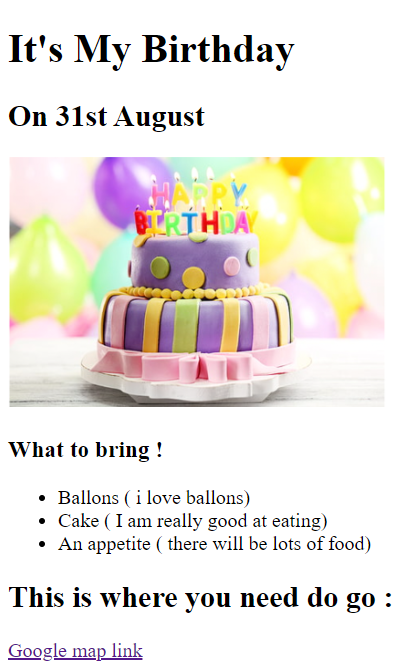 It's My Birthday
On 31st August
HAPPY
BIRTHDAY
What to bring !
Ballons ( i love ballons)
Cake ( I am really good at eating)
An appetite ( there will be lots of food)
This is where you need do go :
Google map link